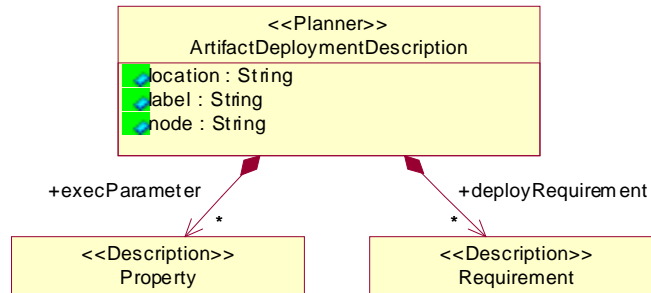 <<Planner>>
ArtifactDeploymentDescription
location : String
label : String
node : String
+execParameter
+deployRequirement
*
*
<<Description>>
Property
<<Description>>
Requirement